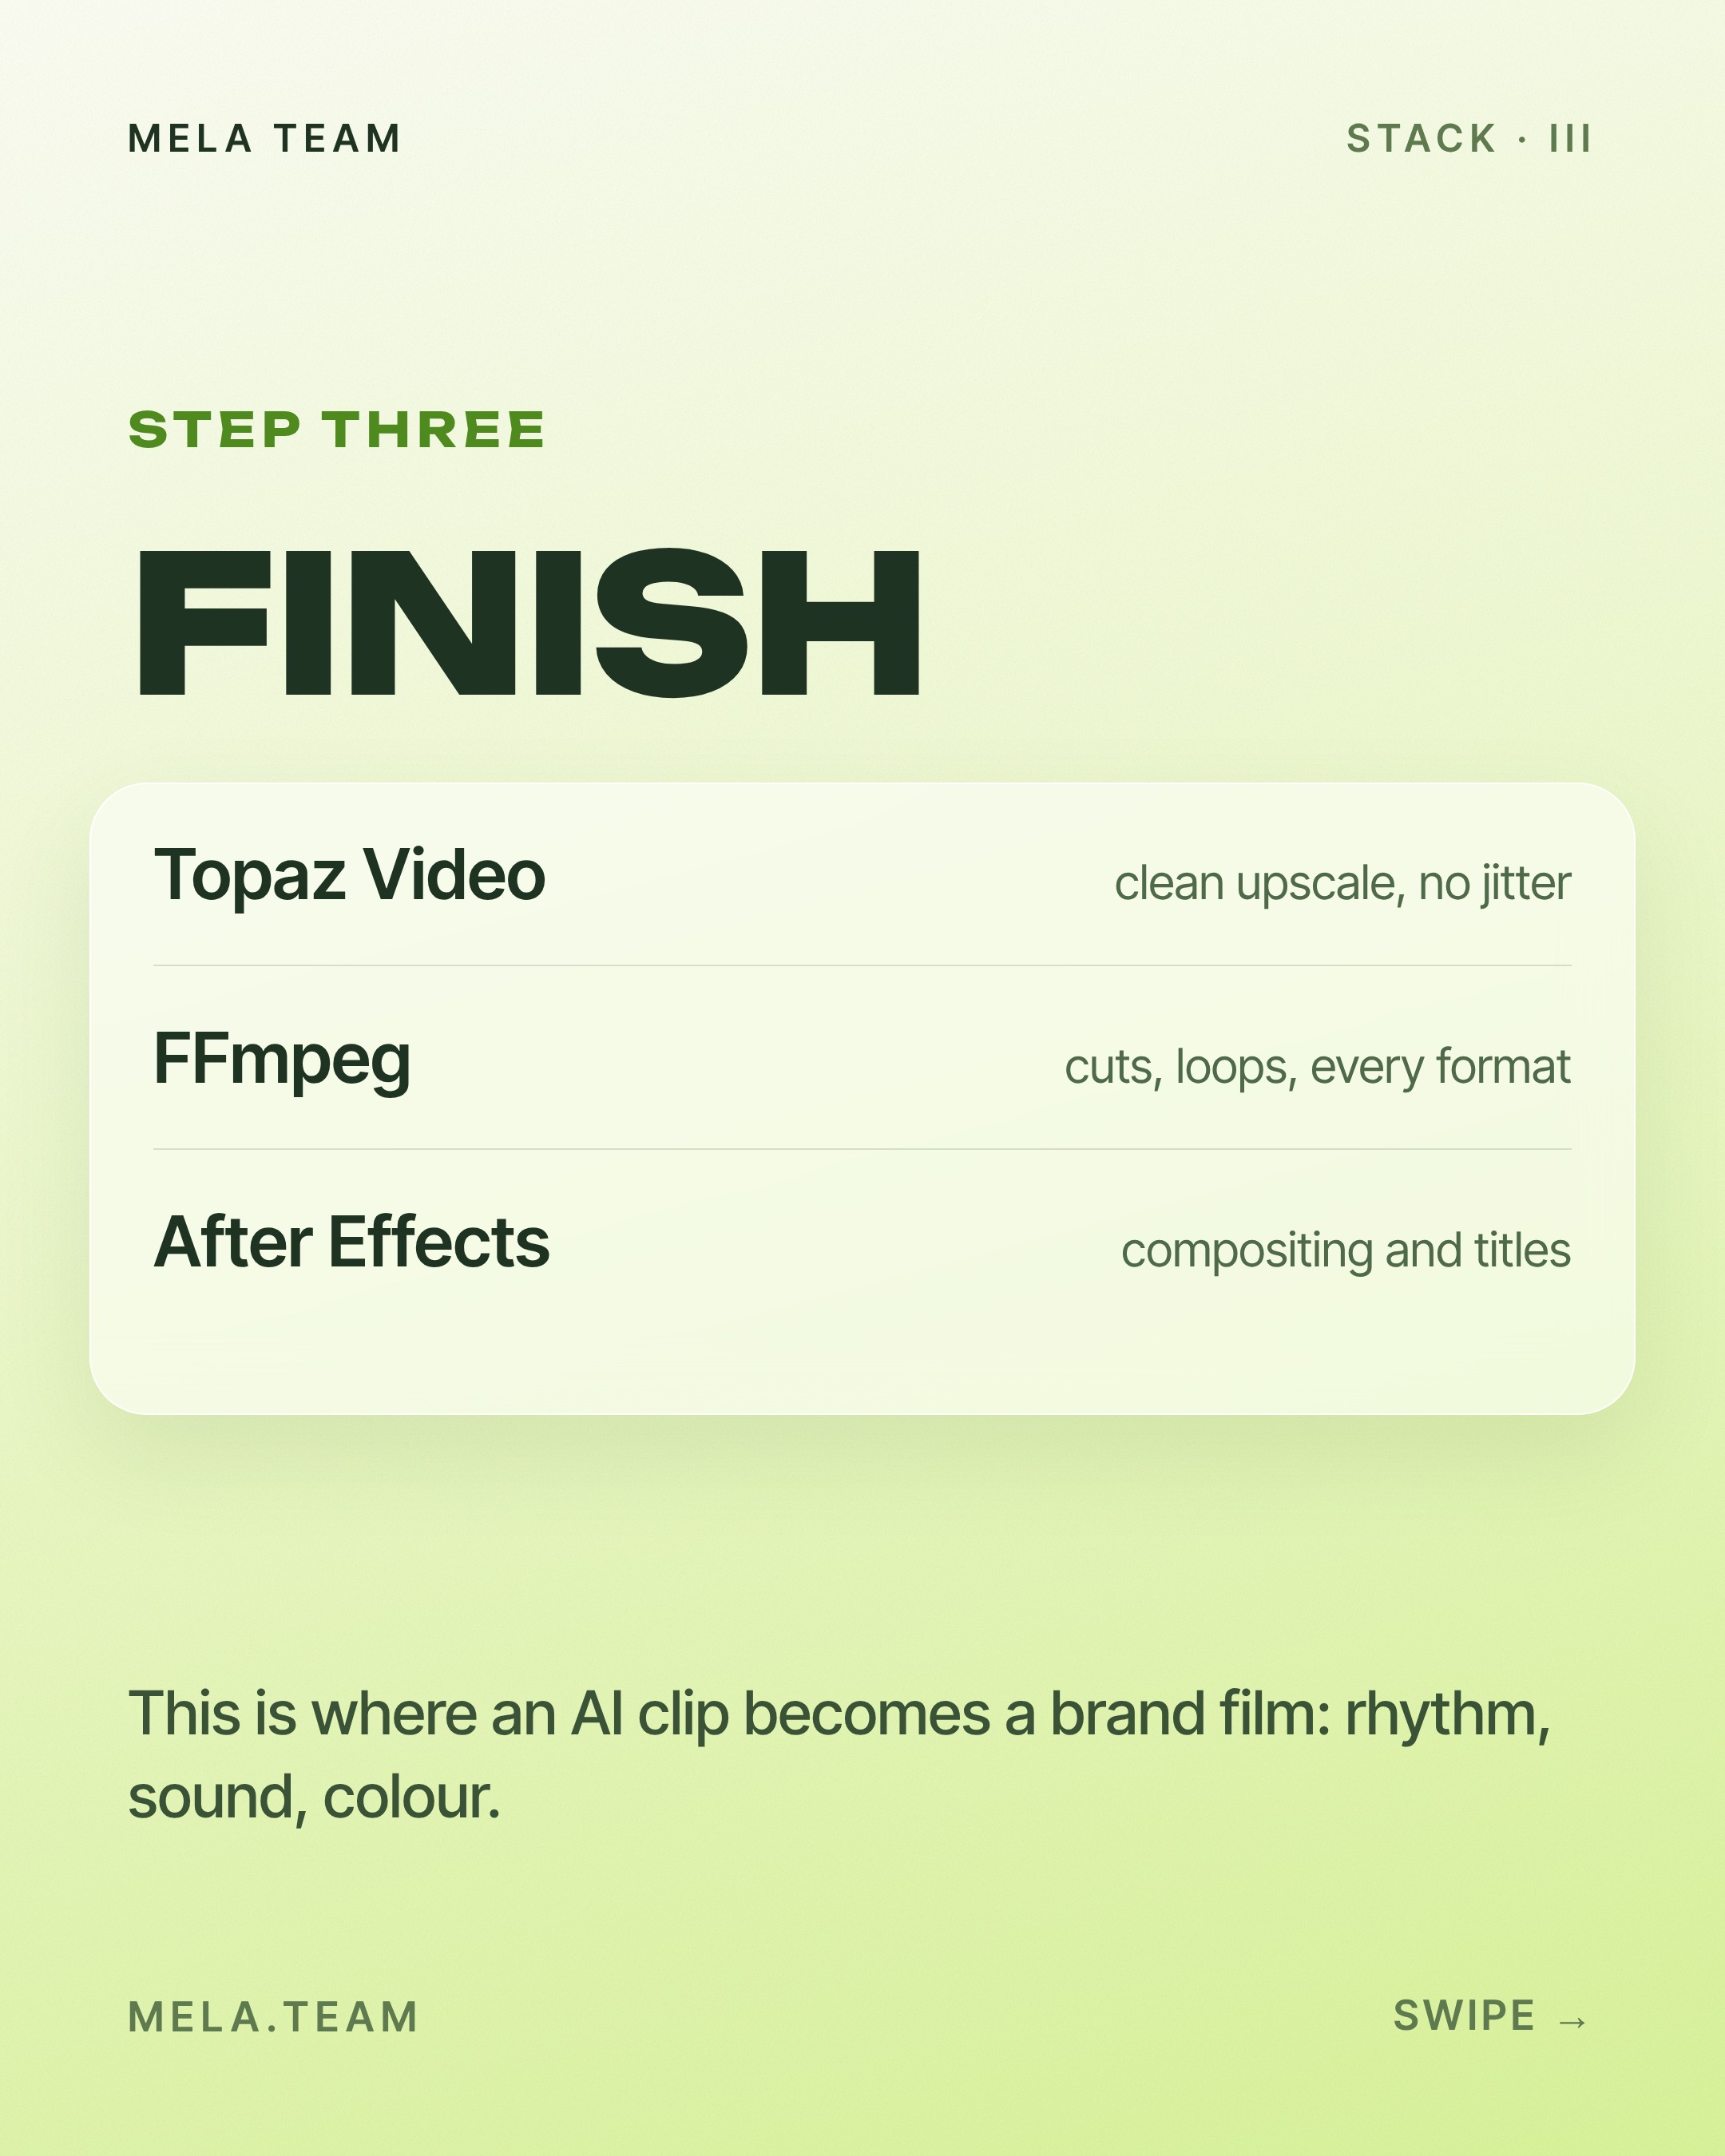 MELA TEAM
STACK · III
STEP THREE
FINISH
Topaz Video
clean upscale, no jitter
FFmpeg
cuts, loops, every format
After Effects
compositing and titles
This is where an AI clip becomes a brand film: rhythm,
sound, colour.
MELA.TEAM
SWIPE →